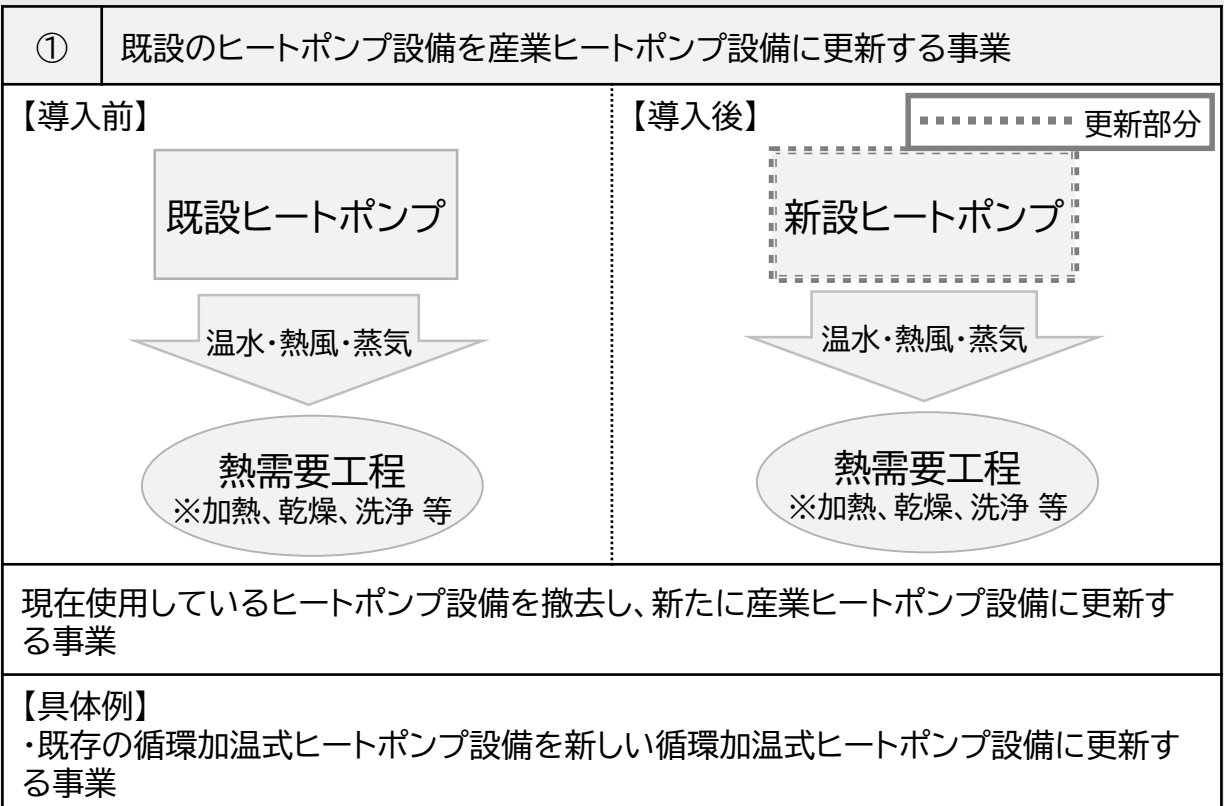 ① 既設のヒートポンプ設備を産業ヒートポンプ設備に更新する事業
【導入前】
既設ヒートポンプ
温水・熱風・蒸気
熱需要工程
※加熱、乾燥、洗浄 等
【導入後】
更新部分
新設ヒートポンプ
温水・熱風・蒸気
熱需要工程
※加熱、乾燥、洗浄 等
現在使用しているヒートポンプ設備を撤去し、新たに産業ヒートポンプ設備に更新す
る事業
【具体例】
・既存の循環加温式ヒートポンプ設備を新しい循環加温式ヒートポンプ設備に更新す
る事業